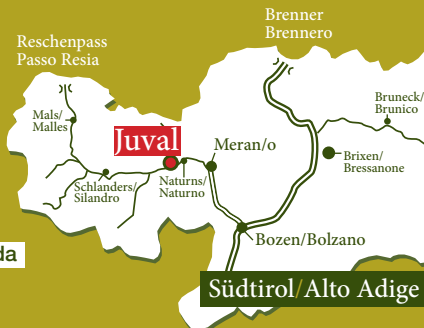 Brenner
Brennero
Reschenpass
Passo Resia
Bruneck/
Brunico
Mals/
Malles
Juval
Meran/o
Brixen/
Bressanone
Schlanders/
Silandro
Naturns/
Naturno
Bozen/Bolzano
da
Südtirol/Alto Adige